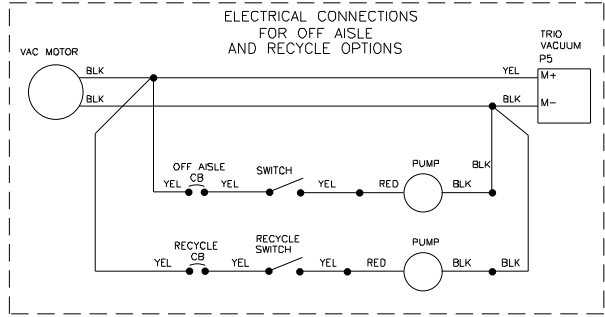 ELECTRICAL CONNECTIONS
FOR OFF AISLE
AND RECYCLE OPTIONS
VAC MOTOR
TRIO
VACUUM
P5
BLK
YEL
M+
BLK
BLK
M-
OFF AISLE
CB
SWITCH
PUMP
BLK
YEL
YEL
YEL
RED
BLK
RECYCLE
CB
RECYCLE
SWITCH
PUMP
YEL
YEL
YEL
RED
BLK
BLK